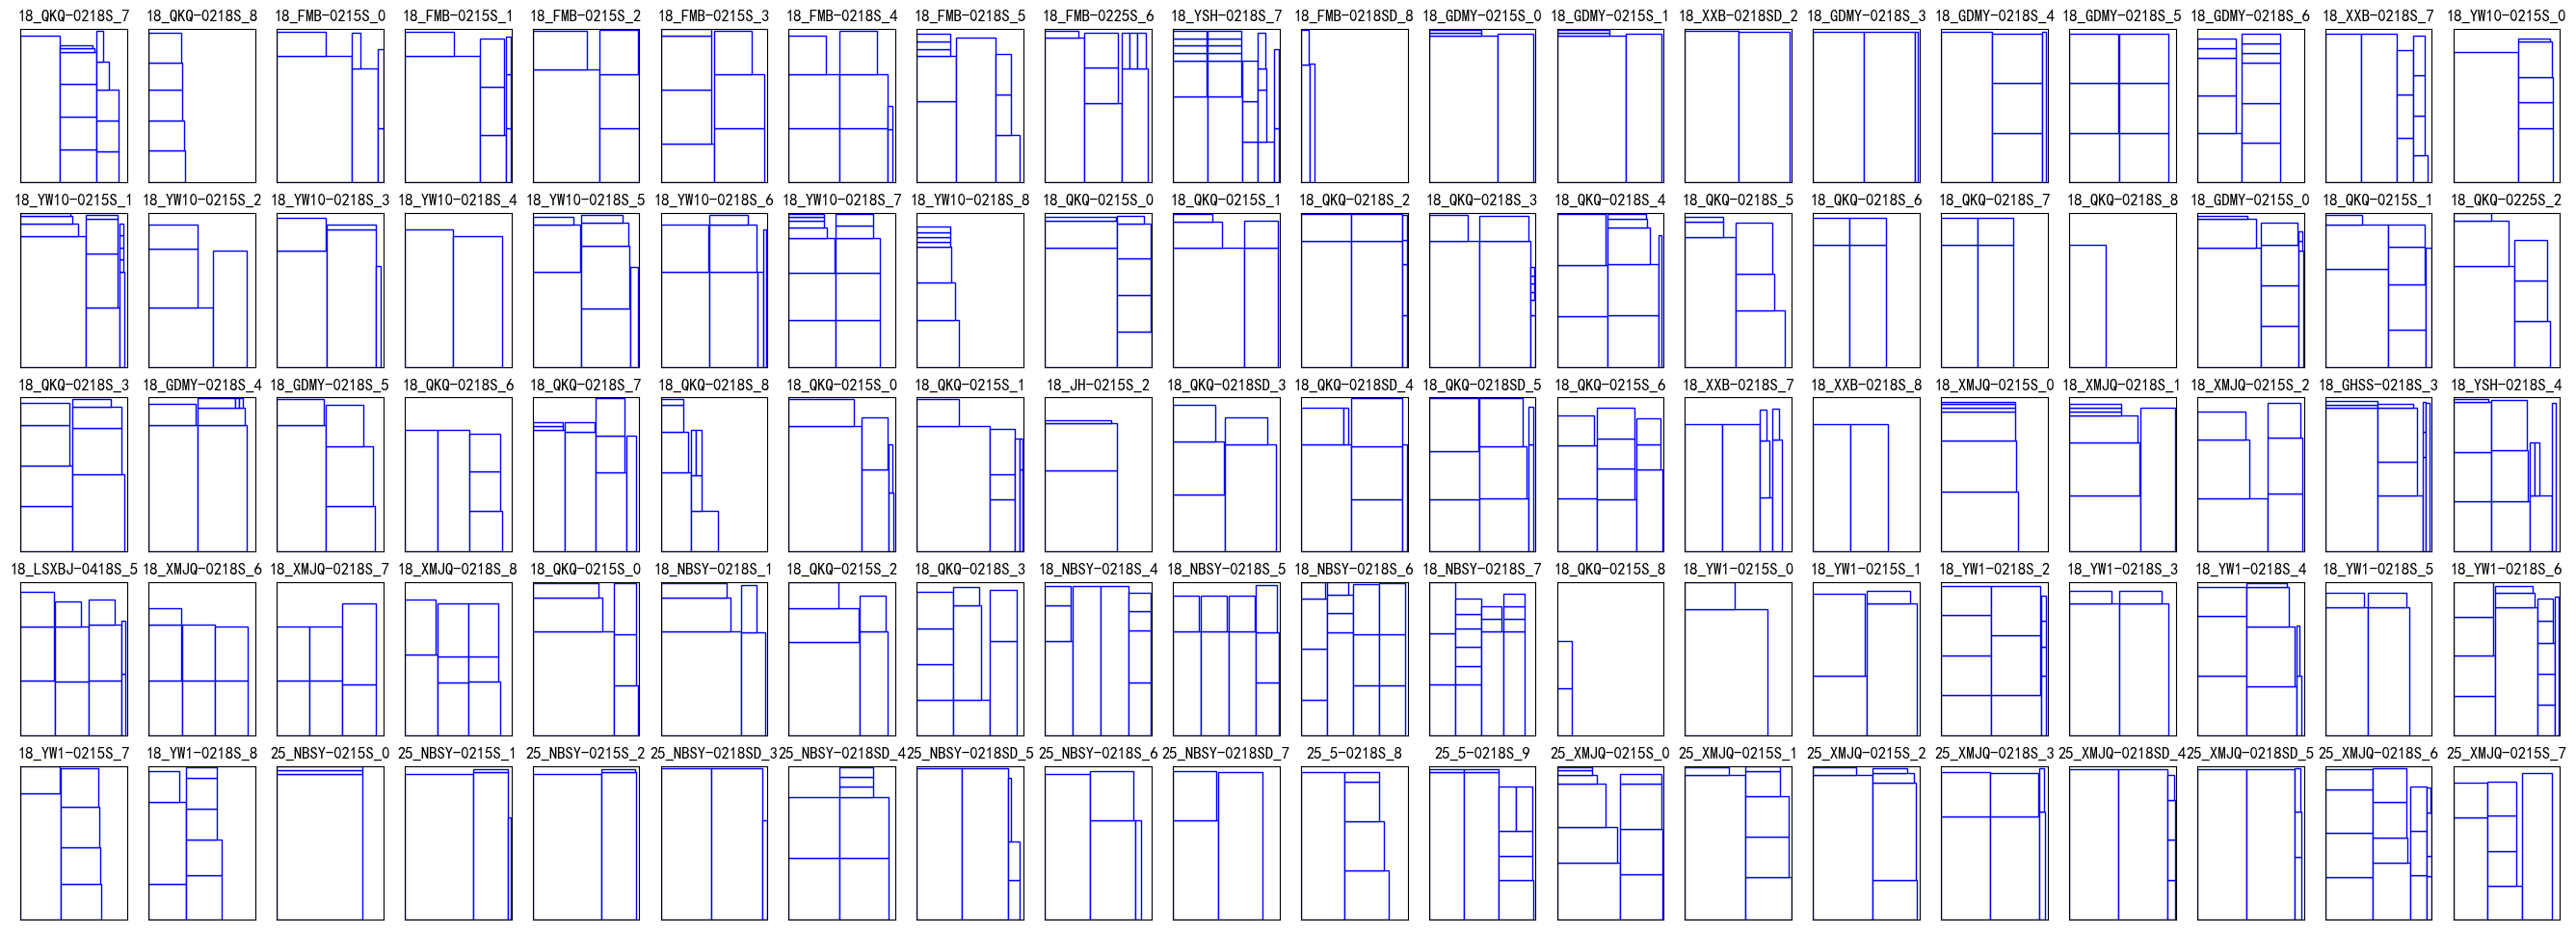 18_QKQ-0218S_7 18_QKQ-0218S_8 18_FMB-0215S_0 18_FMB-0215S_1 18_FMB-0215S_2 18_FMB-0215S_3 18_FMB-0218S_4 18_FMB-0218S_5 18_FMB-0225S_6 18_YSH-0218S_7 18_FMB-0218SD_8 18_GDMY-0215S_0 18_GDMY-0215S_1 18_XXB-0218SD_2 18_GDMY-0218S_3 18_GDMY-0218S_4 18_GDMY-0218S_5 18_GDMY-0218S_6 18_XXB-0218S_7 18_YW10-0215S_0
18_YW10-0215S_1 18_YW10-0215S_2 18_YW10-0218S_3 18_YW10-0218S_4 18_YW10-0218S_5 18_YW10-0218S_6 18_YW10-0218S_7 18_YW10-0218S_8 18_QKQ-0215S_0 18_QKQ-0215S_1 18_QKQ-0218S_2 18_QKQ-0218S_3 18_QKQ-0218S_4 18_QKQ-0218S_5 18_QKQ-0218S_6 18_QKQ-0218S_7 18_QKQ-0218S_8 18_GDMY-0215S_0 18_QKQ-0215S_1 18_QKQ-0225S_2
18_QKQ-0218S_3 18_GDMY-0218S_4 18_GDMY-0218S_5 18_QKQ-0218S_6 18_QKQ-0218S_7 18_QKQ-0218S_8 18_QKQ-0215S_0 18_QKQ-0215S_1 18_JH-0215S_2 18_QKQ-0218SD_3 18_QKQ-0218SD_4 18_QKQ-0218SD_5 18_QKQ-0215S_6 18_XXB-0218S_7 18_XXB-0218S_8 18_XMJQ-0215S_0 18_XMJQ-0218S_1 18_XMJQ-0215S_2 18_GHSS-0218S_3 18_YSH-0218S_4
18_LSXBJ-0418S_5 18_XMJQ-0218S_6 18_XMJQ-0218S_7 18_XMJQ-0218S_8 18_QKQ-0215S_0 18_NBSY-0218S_1 18_QKQ-0215S_2 18_QKQ-0218S_3 18_NBSY-0218S_4 18_NBSY-0218S_5 18_NBSY-0218S_6 18_NBSY-0218S_7 18_QKQ-0215S_8 18_YW1-0215S_0 18_YW1-0215S_1 18_YW1-0218S_2 18_YW1-0218S_3 18_YW1-0218S_4 18_YW1-0218S_5 18_YW1-0218S_6
18_YW1-0215S_7 18_YW1-0218S_8 25_NBSY-0215S_0 25_NBSY-0215S_1 25_NBSY-0215S_2 25_NBSY-0218SD_3 25_NBSY-0218SD_4 25_NBSY-0218SD_5 25_NBSY-0218S_6 25_NBSY-0218SD_7 25_5-0218S_8 25_5-0218S_9 25_XMJQ-0215S_0 25_XMJQ-0215S_1 25_XMJQ-0215S_2 25_XMJQ-0218S_3 25_XMJQ-0218SD_4 25_XMJQ-0218SD_5 25_XMJQ-0218S_6 25_XMJQ-0215S_7